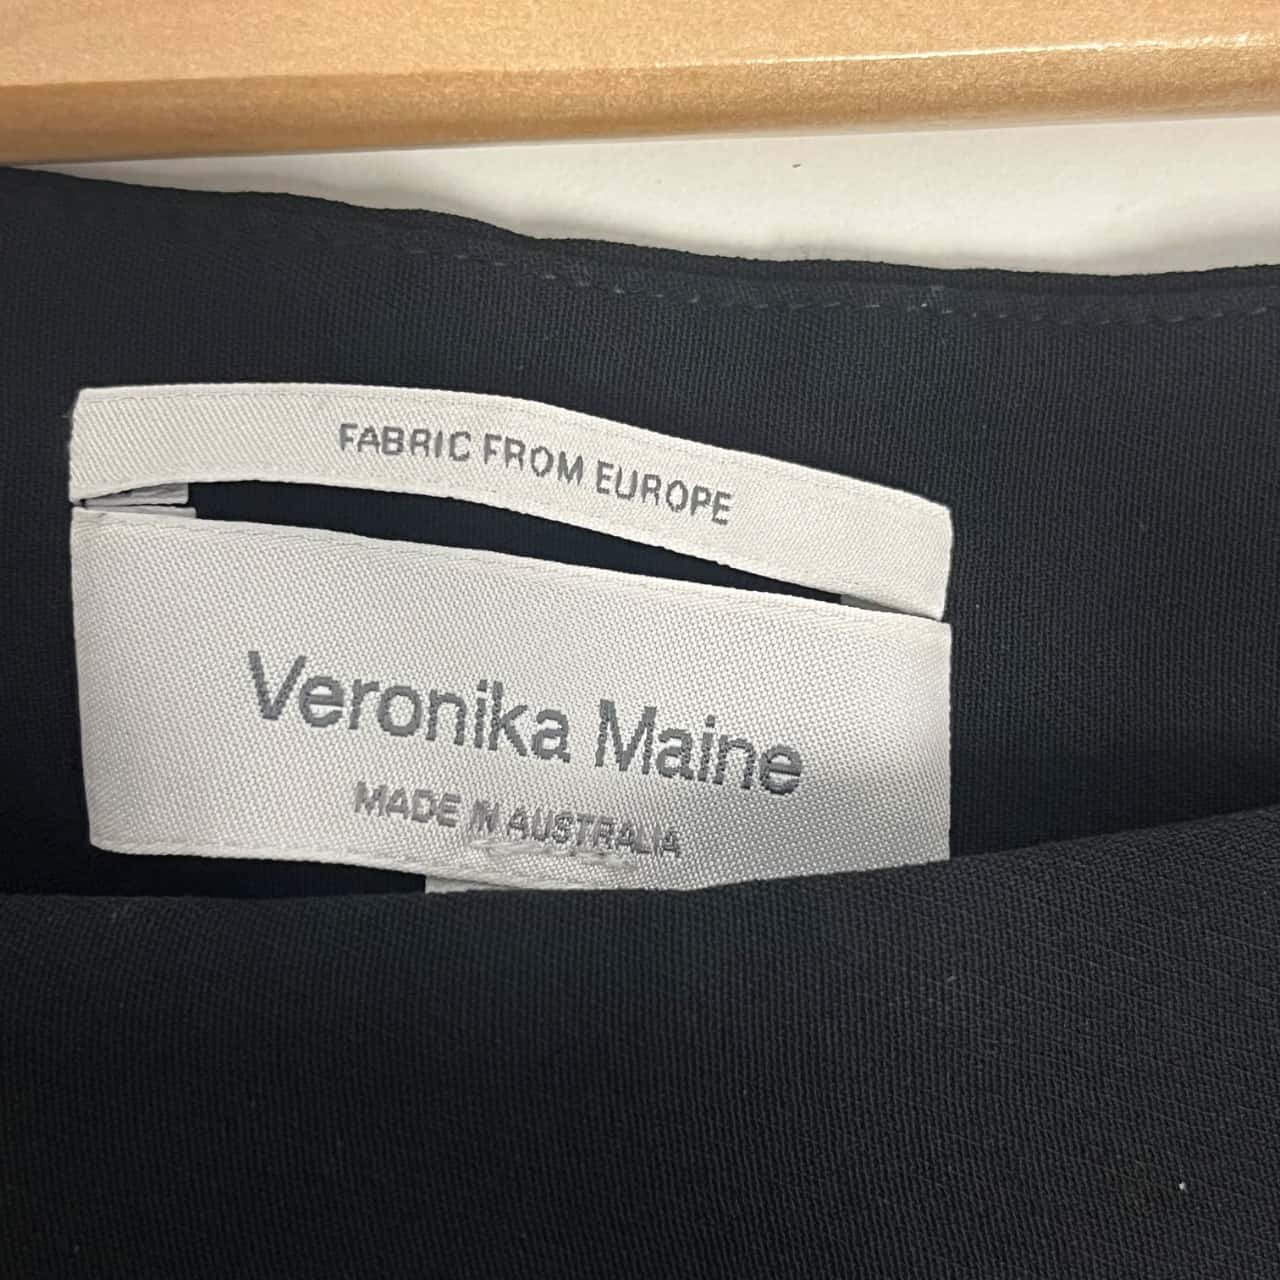 FABRIC FROM EUROPE
Veronika Maine
MADE IN AUSTRALIA